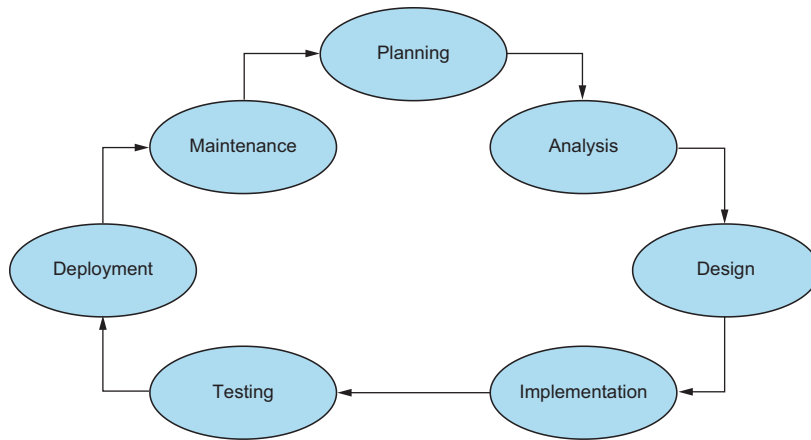 Planning
Analysis
Design
Implementation
Testing
Deployment
Maintenance